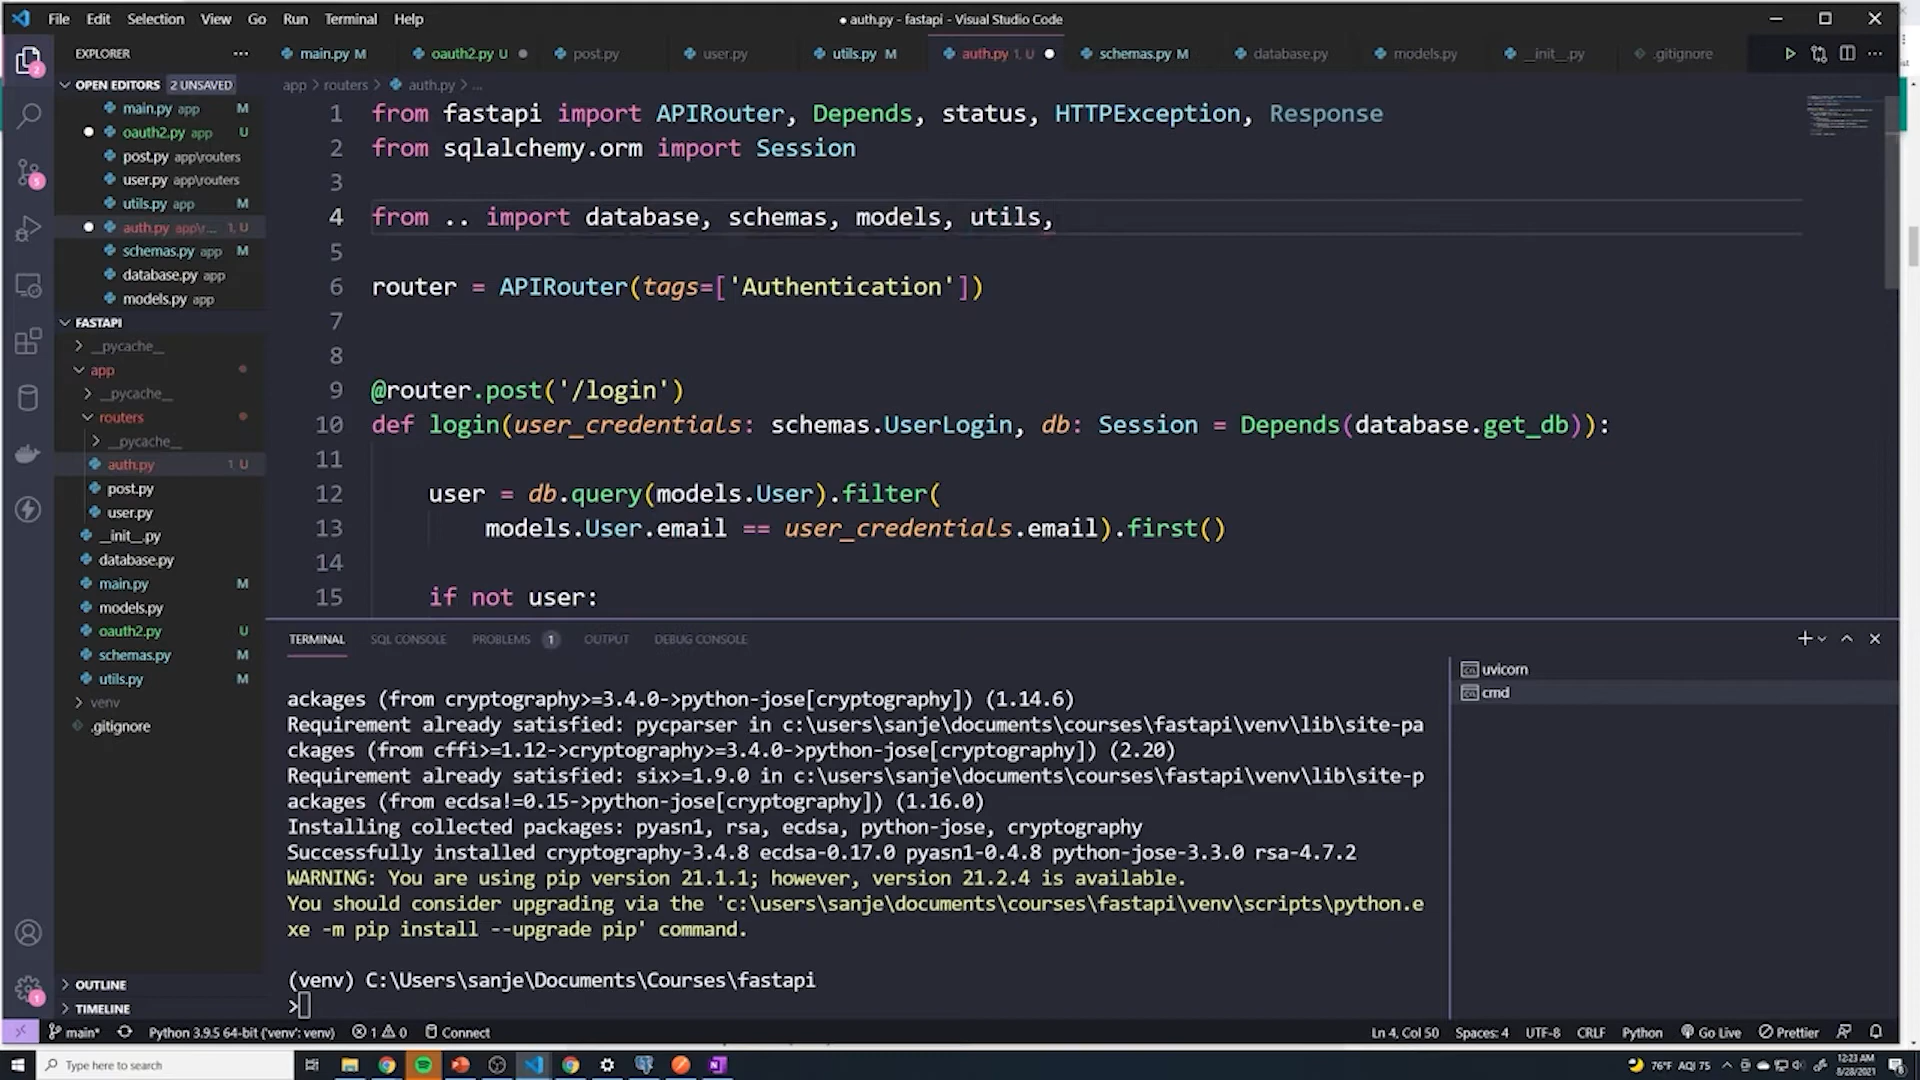 File Edit Selection View Go Run Terminal Help
● auth.py - fastapi - Visual Studio Code
EXPLORER
main.py M
oauth2.py U
post.py
user.py
utils.py M
auth.py 1, U
schemas.py M
database.py
models.py
__init__.py
.gitignore
OPEN EDITORS 2 UNSAVED
main.py app M
oauth2.py app U
post.py app\routers
user.py app\routers
utils.py app M
auth.py app\r... 1, U
schemas.py app M
database.py app
models.py app
FASTAPI
__pycache__
app
__pycache__
routers
__pycache__
auth.py 1, U
post.py
user.py
__init__.py
database.py
main.py M
models.py
oauth2.py U
schemas.py M
utils.py M
venv
.gitignore
OUTLINE
TIMELINE
app > routers > auth.py > ...
1 from fastapi import APIRouter, Depends, status, HTTPException, Response
2 from sqlalchemy.orm import Session
3
4 from .. import database, schemas, models, utils,
5
6 router = APIRouter(tags=['Authentication'])
7
8
9 @router.post('/login')
10 def login(user_credentials: schemas.UserLogin, db: Session = Depends(database.get_db)):
11
12 user = db.query(models.User).filter(
13 models.User.email == user_credentials.email).first()
14
15 if not user:
TERMINAL SQL CONSOLE PROBLEMS 1 OUTPUT DEBUG CONSOLE
ackages (from cryptography>=3.4.0->python-jose[cryptography]) (1.14.6)
Requirement already satisfied: pycparser in c:\users\sanje\documents\courses\fastapi\venv\lib\site-pa
ckages (from cffi>=1.12->cryptography>=3.4.0->python-jose[cryptography]) (2.20)
Requirement already satisfied: six>=1.9.0 in c:\users\sanje\documents\courses\fastapi\venv\lib\site-p
ackages (from ecdsa!=0.15->python-jose[cryptography]) (1.16.0)
Installing collected packages: pyasn1, rsa, ecdsa, python-jose, cryptography
Successfully installed cryptography-3.4.8 ecdsa-0.17.0 pyasn1-0.4.8 python-jose-3.3.0 rsa-4.7.2
WARNING: You are using pip version 21.1.1; however, version 21.2.4 is available.
You should consider upgrading via the 'c:\users\sanje\documents\courses\fastapi\venv\scripts\python.e
xe -m pip install --upgrade pip' command.
(venv) C:\Users\sanje\Documents\Courses\fastapi
>
uvicorn
cmd
main* Python 3.9.5 64-bit ('venv': venv) 1 0 Connect
Ln 4, Col 50 Spaces: 4 UTF-8 CRLF Python Go Live Prettier
Type here to search
76°F AQI 75
12:23 AM
8/28/2021